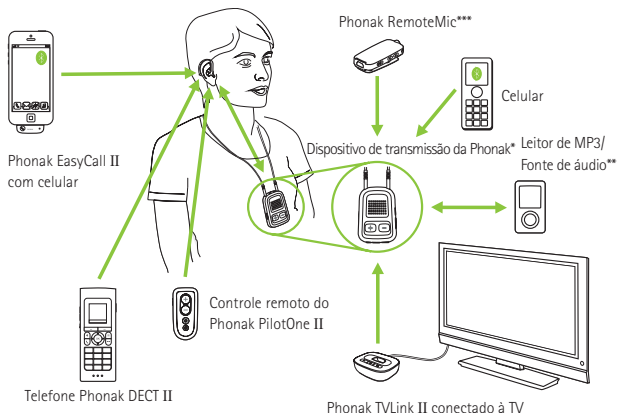 Phonak RemoteMic***
Celular
Dispositivo de transmissão da Phonak*
Leitor de MP3/
Fonte de áudio**
Phonak EasyCall II
com celular
Controle remoto do
Phonak PilotOne II
Telefone Phonak DECT II
Phonak TVLink II conectado à TV